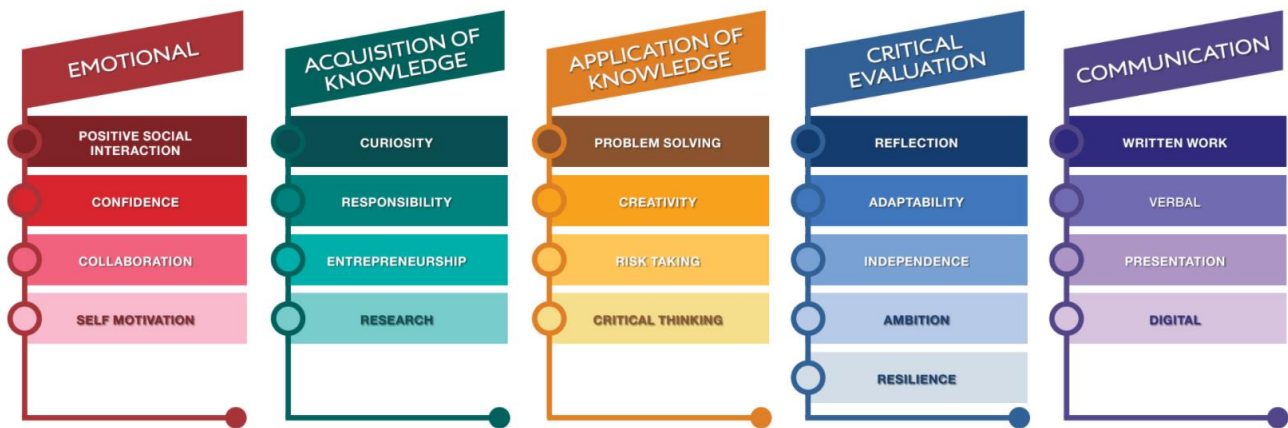 EMOTIONAL
POSITIVE SOCIAL
INTERACTION
CONFIDENCE
COLLABORATION
SELF MOTIVATION
ACQUISITION OF
KNOWLEDGE
CURIOSITY
RESPONSIBILITY
ENTREPRENEURSHIP
RESEARCH
APPLICATION OF
KNOWLEDGE
PROBLEM SOLVING
CREATIVITY
RISK TAKING
CRITICAL THINKING
CRITICAL
EVALUATION
REFLECTION
ADAPTABILITY
INDEPENDENCE
AMBITION
RESILIENCE
COMMUNICATION
WRITTEN WORK
VERBAL
PRESENTATION
DIGITAL